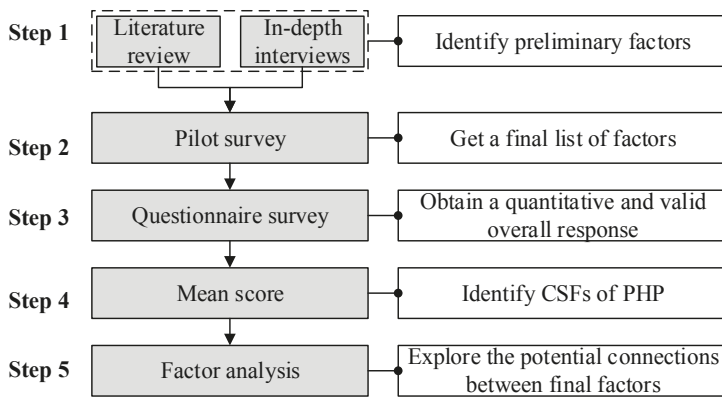 Step 1
Literature
review
In-depth
interviews
Identify preliminary factors
Step 2
Pilot survey
Get a final list of factors
Step 3
Questionnaire survey
Obtain a quantitative and valid
overall response
Step 4
Mean score
Identify CSFs of PHP
Step 5
Factor analysis
Explore the potential connections
between final factors